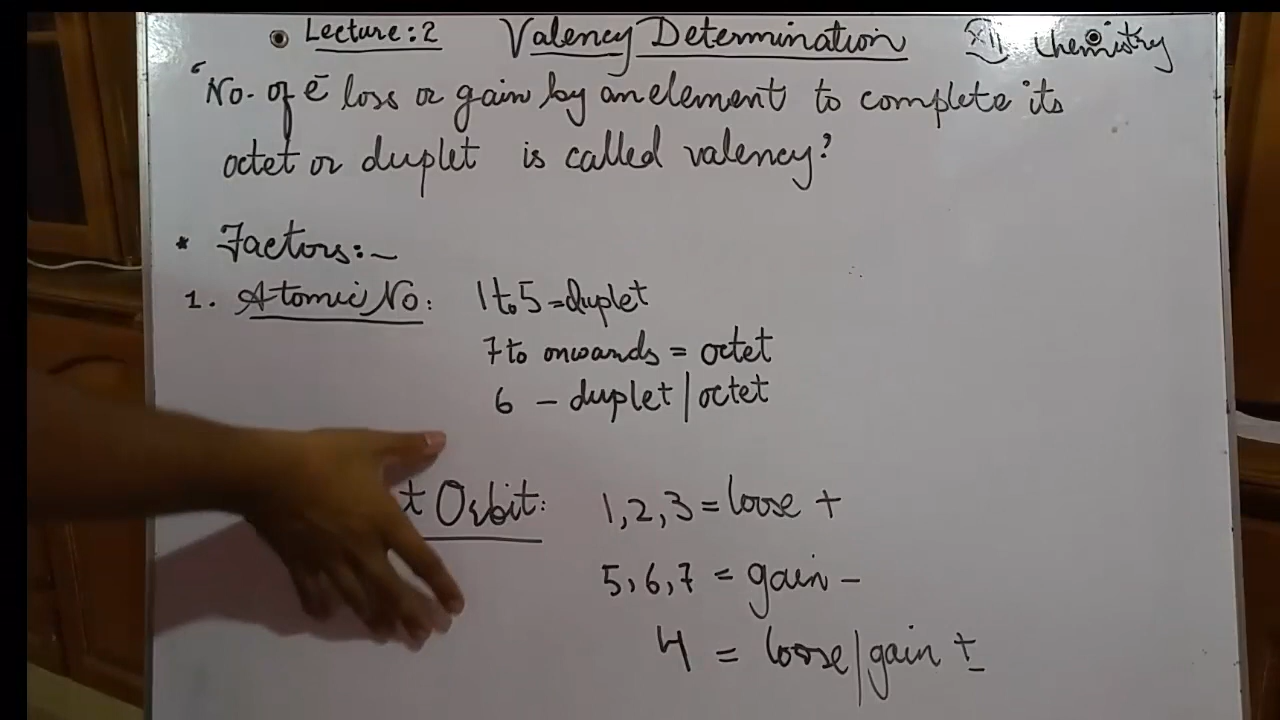 Lecture:2 Valency Determination XII Chemistry
"No. of ē loss or gain by an element to complete its
octet or duplet is called valency?
* Factors:~
1. Atomic No: 1 to 5 = duplet
7 to onwards = octet
6 - duplet/octet
Orbit: 1,2,3 = loose +
5,6,7 = gain -
4 = loose/gain ±